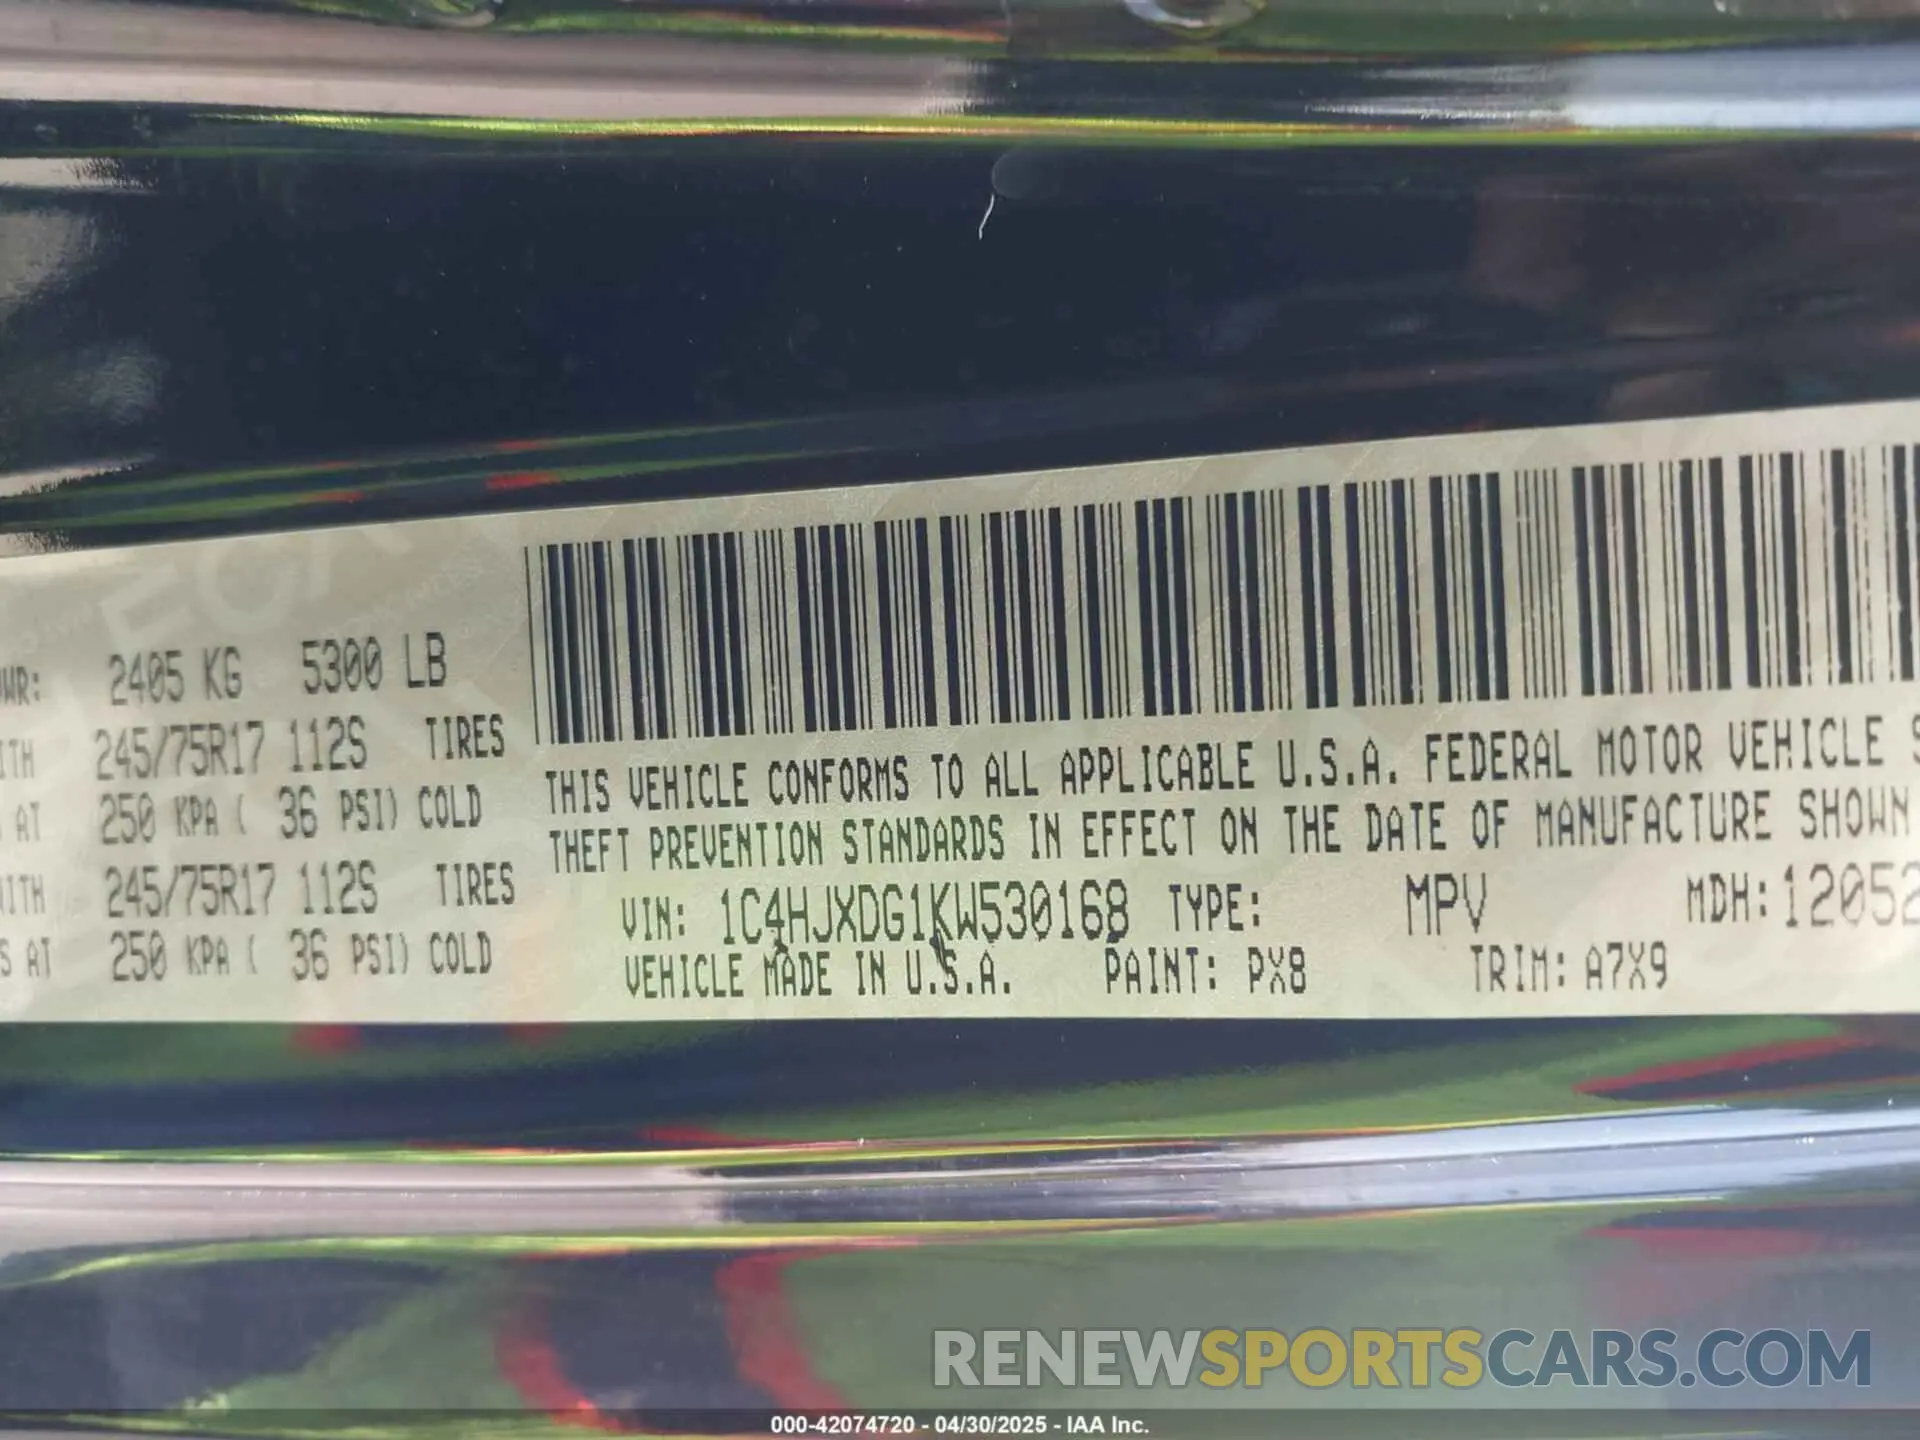 2405 KG 5300 LB
245/75R17 112S TIRES
AT 250 KPA ( 36 PSI) COLD
245/75R17 112S TIRES
AT 250 KPA ( 36 PSI) COLD
THIS VEHICLE CONFORMS TO ALL APPLICABLE U.S.A. FEDERAL MOTOR VEHICLE S
THEFT PREVENTION STANDARDS IN EFFECT ON THE DATE OF MANUFACTURE SHOWN
VIN: 1C4HJXDG1KW530168 TYPE: MPV MDH: 12052
VEHICLE MADE IN U.S.A. PAINT: PX8 TRIM: A7X9
RENEWSPORTSCARS.COM
000-42074720 - 04/30/2025 - IAA Inc.